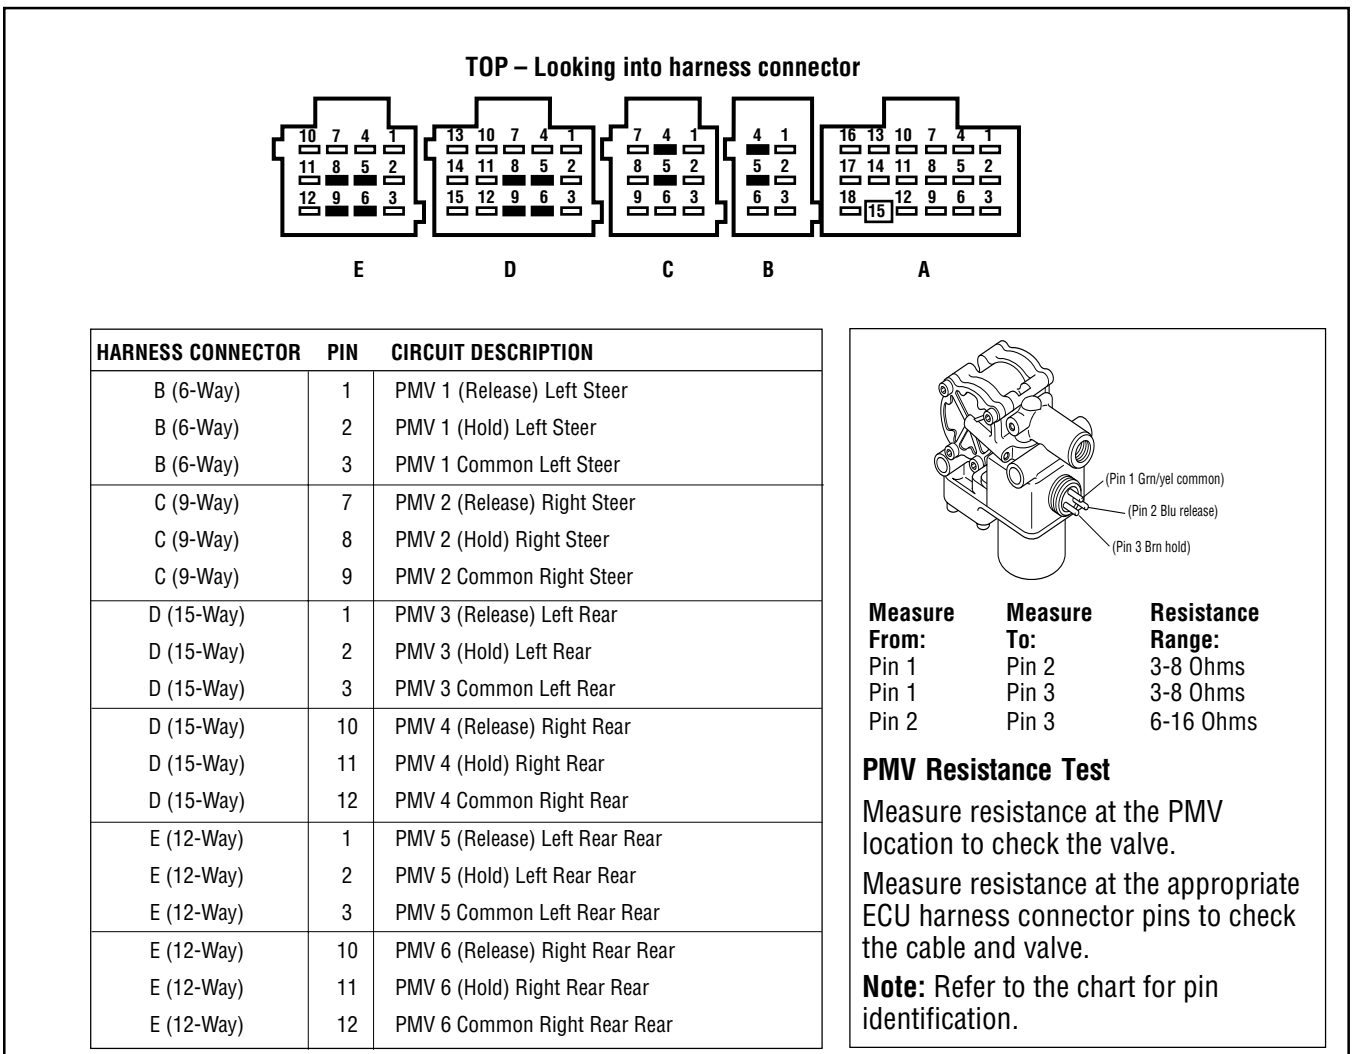 TOP – Looking into harness connector
10 7 4 1 13 10 7 4 1 7 4 1 4 1 16 13 10 7 4 1
11 8 5 2 14 11 8 5 2 8 5 2 5 2 17 14 11 8 5 2
12 9 6 3 15 12 9 6 3 9 6 3 6 3 18 15 12 9 6 3
E D C B A
HARNESS CONNECTOR PIN CIRCUIT DESCRIPTION
B (6-Way) 1 PMV 1 (Release) Left Steer
B (6-Way) 2 PMV 1 (Hold) Left Steer
B (6-Way) 3 PMV 1 Common Left Steer
C (9-Way) 7 PMV 2 (Release) Right Steer
C (9-Way) 8 PMV 2 (Hold) Right Steer
C (9-Way) 9 PMV 2 Common Right Steer
D (15-Way) 1 PMV 3 (Release) Left Rear
D (15-Way) 2 PMV 3 (Hold) Left Rear
D (15-Way) 3 PMV 3 Common Left Rear
D (15-Way) 10 PMV 4 (Release) Right Rear
D (15-Way) 11 PMV 4 (Hold) Right Rear
D (15-Way) 12 PMV 4 Common Right Rear
E (12-Way) 1 PMV 5 (Release) Left Rear Rear
E (12-Way) 2 PMV 5 (Hold) Left Rear Rear
E (12-Way) 3 PMV 5 Common Left Rear Rear
E (12-Way) 10 PMV 6 (Release) Right Rear Rear
E (12-Way) 11 PMV 6 (Hold) Right Rear Rear
E (12-Way) 12 PMV 6 Common Right Rear Rear
(Pin 1 Grn/yel common)
(Pin 2 Blu release)
(Pin 3 Brn hold)
Measure Measure Resistance
From: To: Range:
Pin 1 Pin 2 3-8 Ohms
Pin 1 Pin 3 3-8 Ohms
Pin 2 Pin 3 6-16 Ohms
PMV Resistance Test
Measure resistance at the PMV
location to check the valve.
Measure resistance at the appropriate
ECU harness connector pins to check
the cable and valve.
Note: Refer to the chart for pin
identification.